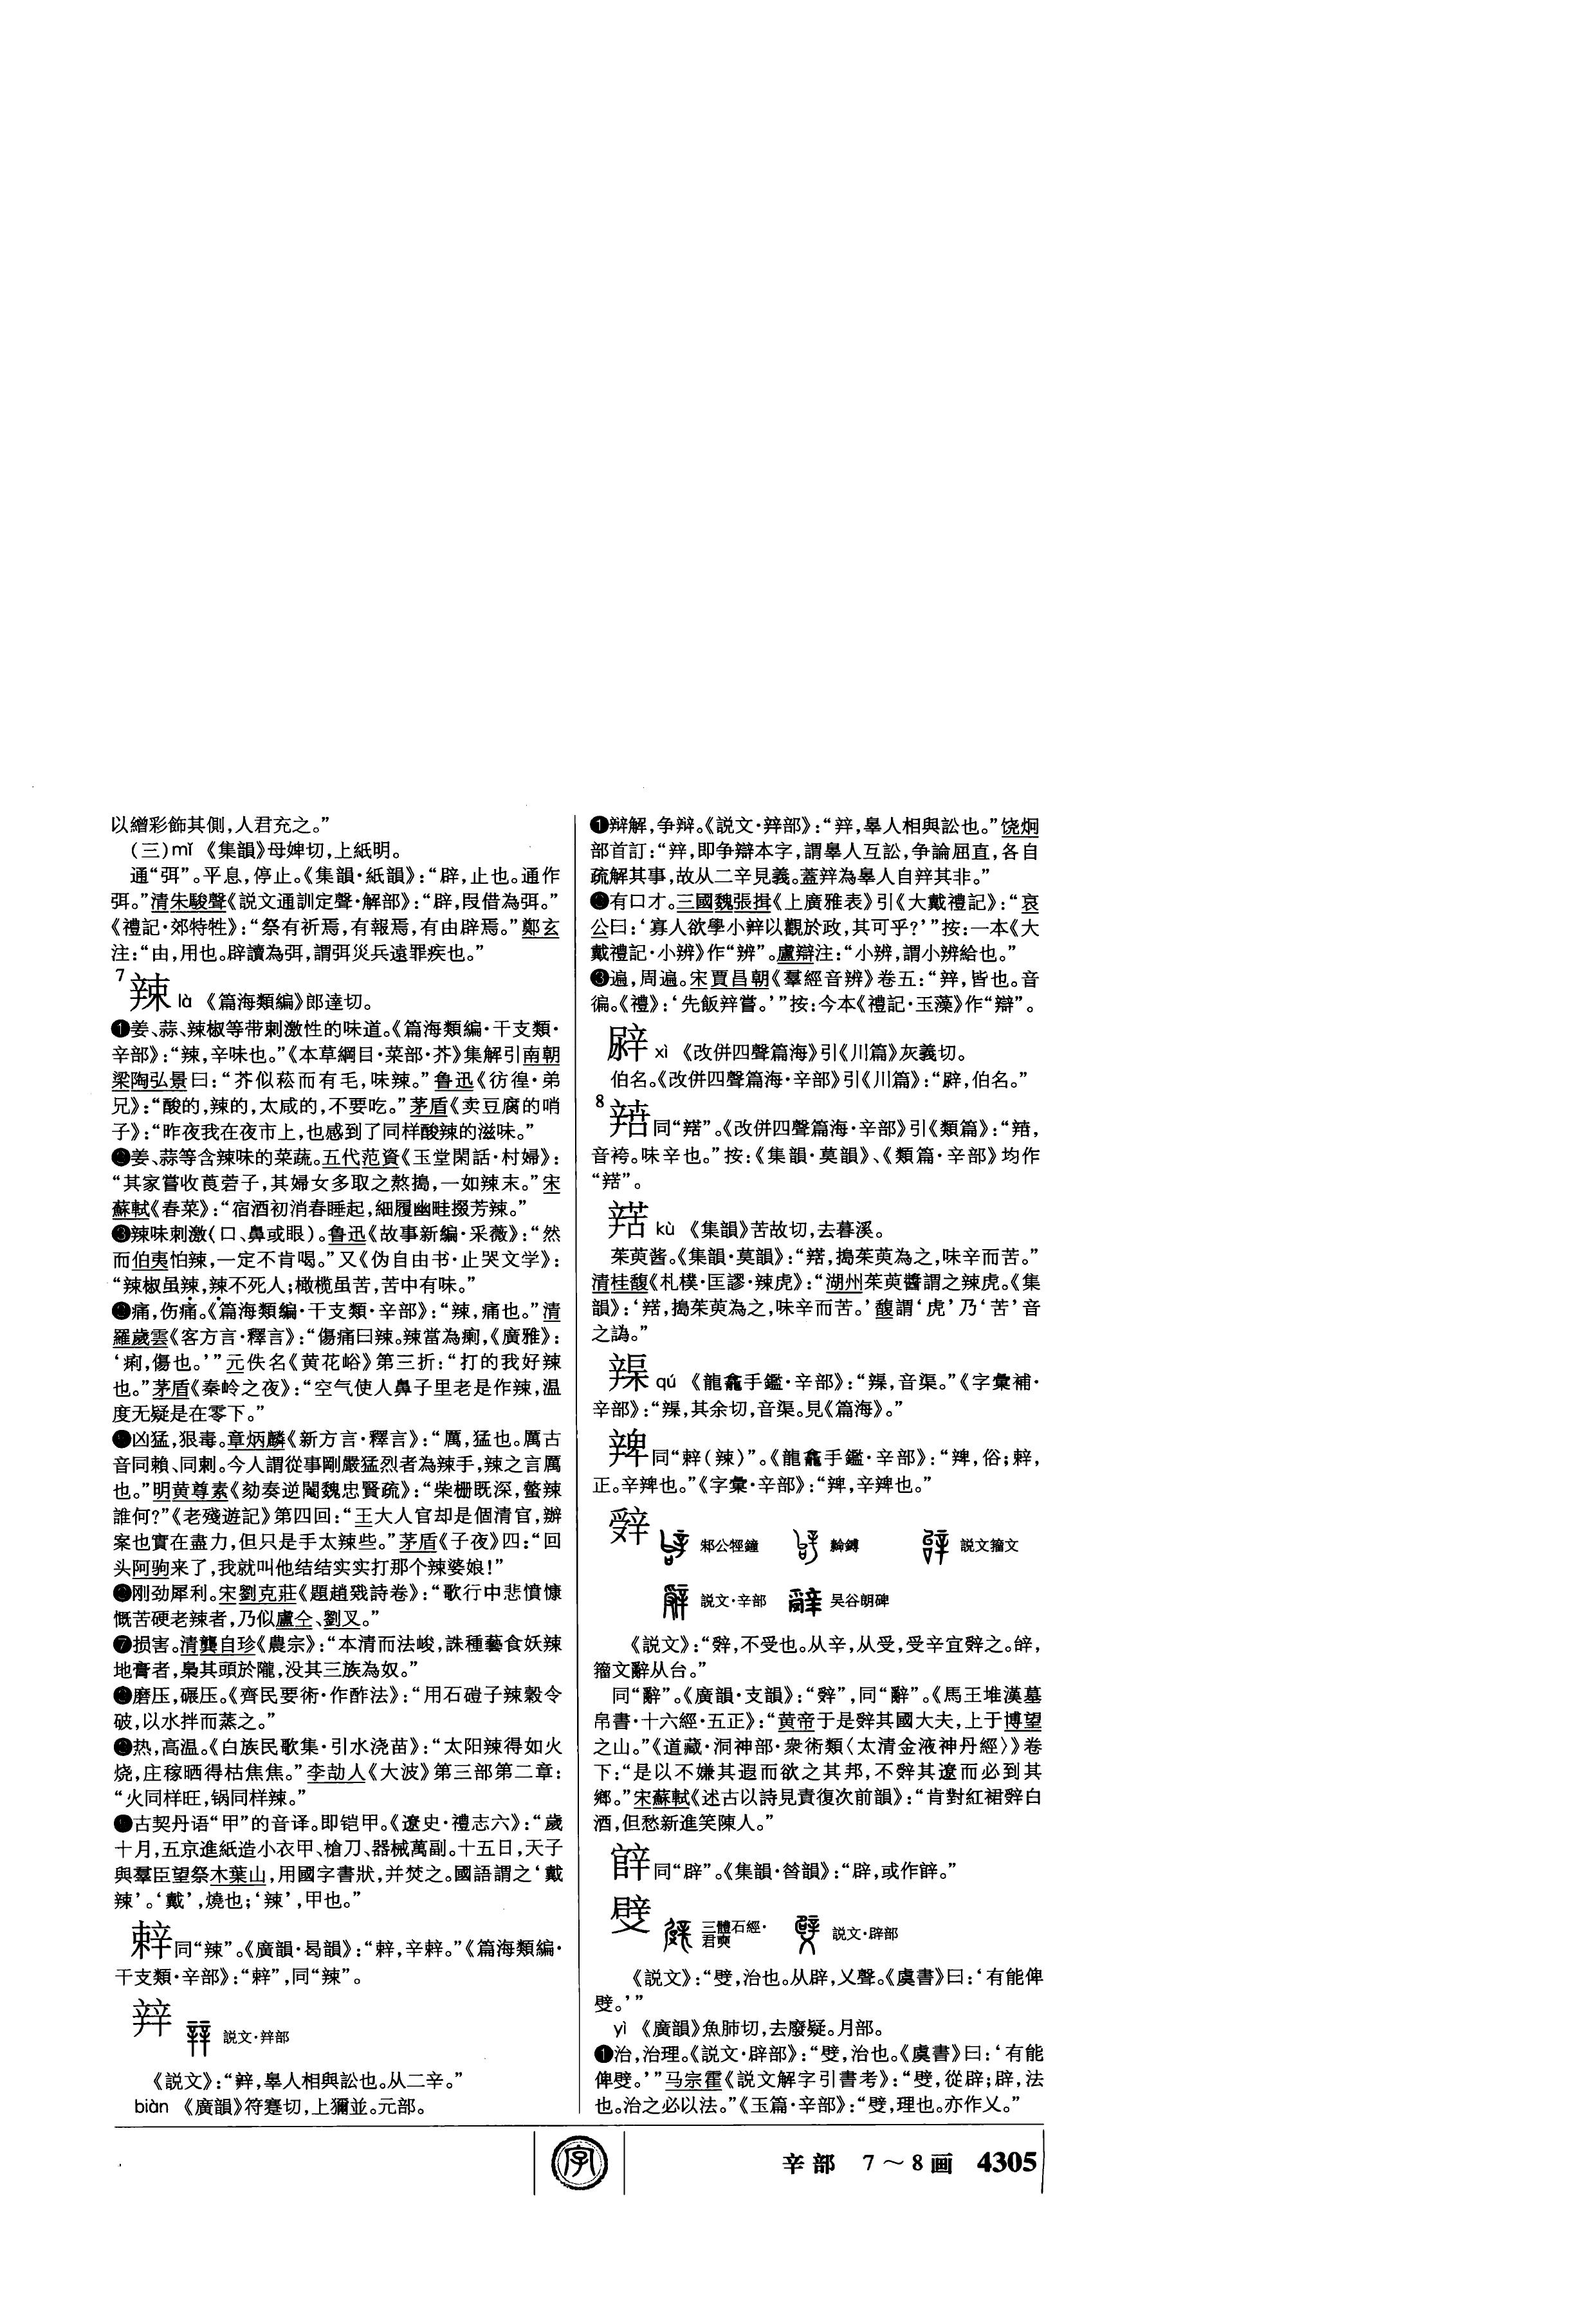 以繒彩飾其側,人君充之。”
(三)mǐ 《集韻》母婢切,上紙明。
通“弭”。平息,停止。《集韻·紙韻》:“辟,止也。通作
弭。”清朱駿聲《説文通訓定聲·解部》:“辟,叚借為弭。”
《禮記·郊特牲》:“祭有祈焉,有報焉,有由辟焉。”鄭玄
注:“由,用也。辟讀為弭,謂弭災兵遠罪疾也。”
7
辣 là 《篇海類編》郎達切。
❶姜、蒜、辣椒等带刺激性的味道。《篇海類編·干支類·
辛部》:“辣,辛味也。”《本草綱目·菜部·芥》集解引南朝
梁陶弘景曰:“芥似菘而有毛,味辣。”鲁迅《彷徨·弟
兄》:“酸的,辣的,太咸的,不要吃。”茅盾《卖豆腐的哨
子》:“昨夜我在夜市上,也感到了同样酸辣的滋味。”
❷姜、蒜等含辣味的菜蔬。五代范資《玉堂閑話·村婦》:
“其家嘗收莨菪子,其婦女多取之熬搗,一如辣末。”宋
蘇軾《春菜》:“宿酒初消春睡起,細履幽畦掇芳辣。”
❸辣味刺激(口、鼻或眼)。鲁迅《故事新编·采薇》:“然
而伯夷怕辣,一定不肯喝。”又《伪自由书·止哭文学》:
“辣椒虽辣,辣不死人;橄榄虽苦,苦中有味。”
❹痛,伤痛。《篇海類編·干支類·辛部》:“辣,痛也。”清
羅歲雲《客方言·釋言》:“傷痛曰辣。辣當為瘌,《廣雅》:
‘瘌,傷也。’”元佚名《黄花峪》第三折:“打的我好辣
也。”茅盾《秦岭之夜》:“空气使人鼻子里老是作辣,温
度无疑是在零下。”
❺凶猛,狠毒。章炳麟《新方言·釋言》:“厲,猛也。厲古
音同賴、同剌。今人謂從事剛嚴猛烈者為辣手,辣之言厲
也。”明黄尊素《劾奏逆閹魏忠賢疏》:“柴栅既深,螫辣
誰何?”《老殘遊記》第四回:“王大人官却是個清官,辦
案也實在盡力,但只是手太辣些。”茅盾《子夜》四:“回
头阿驹来了,我就叫他结结实实打那个辣婆娘!”
❻刚劲犀利。宋劉克莊《題趙戣詩卷》:“歌行中悲憤慷
慨苦硬老辣者,乃似盧仝、劉叉。”
❼损害。清龔自珍《農宗》:“本清而法峻,誅種藝食妖辣
地膏者,梟其頭於隴,没其三族為奴。”
❽磨压,碾压。《齊民要術·作酢法》:“用石磑子辣穀令
破,以水拌而蒸之。”
❾热,高温。《白族民歌集·引水浇苗》:“太阳辣得如火
烧,庄稼晒得枯焦焦。”李劼人《大波》第三部第二章:
“火同样旺,锅同样辣。”
❿古契丹语“甲”的音译。即铠甲。《遼史·禮志六》:“歲
十月,五京進紙造小衣甲、槍刀、器械萬副。十五日,天子
與羣臣望祭木葉山,用國字書狀,并焚之。國語謂之‘戴
辣’。‘戴’,燒也;‘辣’,甲也。”
𨐌同“辣”。《廣韻·曷韻》:“𨐌,辛𨐌。”《篇海類編·
干支類·辛部》:“𨐌”,同“辣”。
辡 説文·辡部
《説文》:“辡,辠人相與訟也。从二辛。”
biàn 《廣韻》符蹇切,上獮並。元部。
❶辩解,争辩。《説文·辡部》:“辡,辠人相與訟也。”饶炯
部首訂:“辡,即争辯本字,謂辠人互訟,争論屈直,各自
疏解其事,故从二辛見義。蓋辡為辠人自辡其非。”
❷有口才。三國魏張揖《上廣雅表》引《大戴禮記》:“哀
公曰:‘寡人欲學小辡以觀於政,其可乎?’”按:一本《大
戴禮記·小辨》作“辨”。盧辯注:“小辨,謂小辨給也。”
❸遍,周遍。宋賈昌朝《羣經音辨》卷五:“辡,皆也。音
徧。《禮》:‘先飯辡嘗。’”按:今本《禮記·玉藻》作“辯”。
xì 《改併四聲篇海》引《川篇》灰義切。
伯名。《改併四聲篇海·辛部》引《川篇》:“,伯名。”
8
同“”。《改併四聲篇海·辛部》引《類篇》:“,
音袴。味辛也。”按:《集韻·莫韻》、《類篇·辛部》均作
“”。
kù 《集韻》苦故切,去暮溪。
茱萸酱。《集韻·莫韻》:“,搗茱萸為之,味辛而苦。”
清桂馥《札樸·匡謬·辣虎》:“湖州茱萸醬謂之辣虎。《集
韻》:‘,搗茱萸為之,味辛而苦。’馥謂‘虎’乃‘苦’音
之譌。”
qú 《龍龕手鑑·辛部》:“,音渠。”《字彙補·
辛部》:“,其余切,音渠。見《篇海》。”
同“𨐌(辣)”。《龍龕手鑑·辛部》:“,俗;𨐌,
正。辛也。”《字彙·辛部》:“,辛也。”
辤 邾公牼鐘 䑆鎛 説文籀文
説文·辛部 吴谷朗碑
《説文》:“辤,不受也。从辛,从受,受辛宜辤之。辝,
籀文辭从台。”
同“辭”。《廣韻·支韻》:“辤”,同“辭”。《馬王堆漢墓
帛書·十六經·五正》:“黄帝于是辤其國大夫,上于博望
之山。”《道藏·洞神部·衆術類〈太清金液神丹經〉》卷
下:“是以不嫌其遐而欲之其邦,不辤其遼而必到其
鄉。”宋蘇軾《述古以詩見責復次前韻》:“肯對紅裙辤白
酒,但愁新進笑陳人。”
同“辟”。《集韻·㫺韻》:“辟,或作。”
𨐨 三體石經·君奭 説文·辟部
《説文》:“𨐨,治也。从辟,乂聲。《虞書》曰:‘有能俾
𨐨。’”
yì 《廣韻》魚肺切,去廢疑。月部。
❶治,治理。《説文·辟部》:“𨐨,治也。《虞書》曰:‘有能
俾𨐨。’”马宗霍《説文解字引書考》:“𨐨,從辟;辟,法
也。治之必以法。”《玉篇·辛部》:“𨐨,理也。亦作乂。”
字
辛部 7～8画 4305